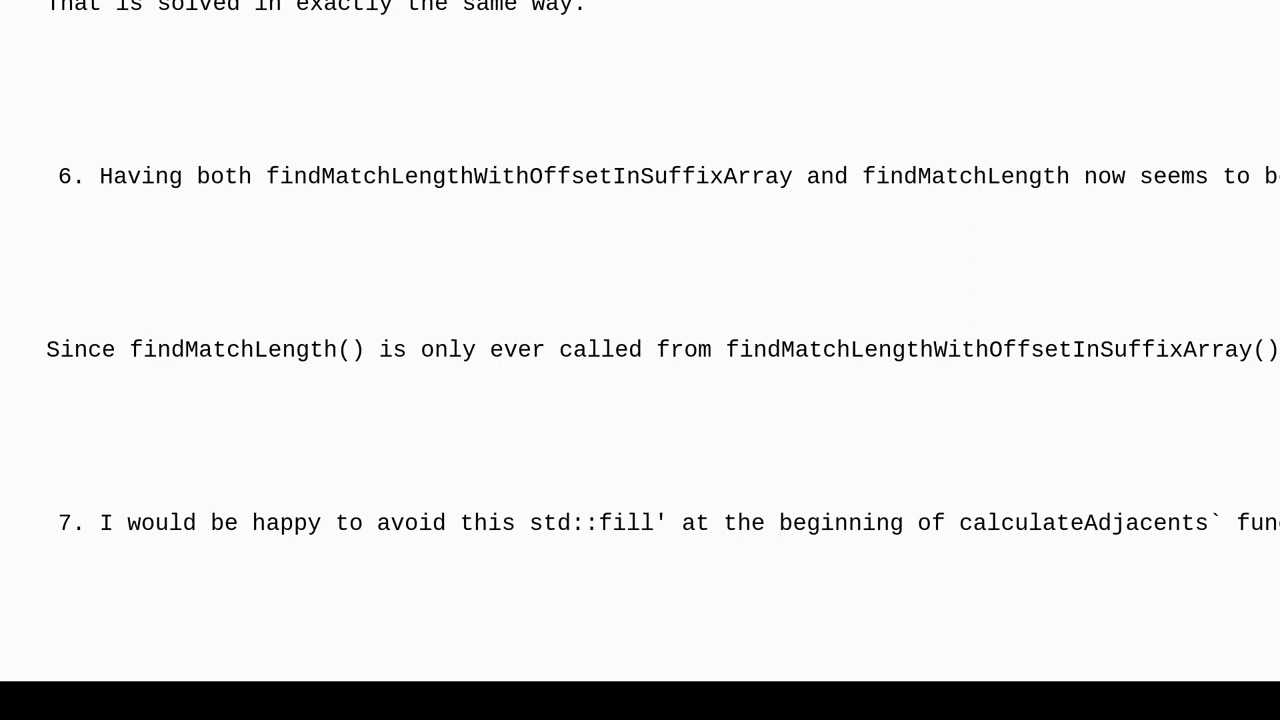 That is solved in exactly the same way.
6. Having both findMatchLengthWithOffsetInSuffixArray and findMatchLength now seems to
Since findMatchLength() is only ever called from findMatchLengthWithOffsetInSuffixArray()
7. I would be happy to avoid this std::fill' at the beginning of calculateAdjacents`